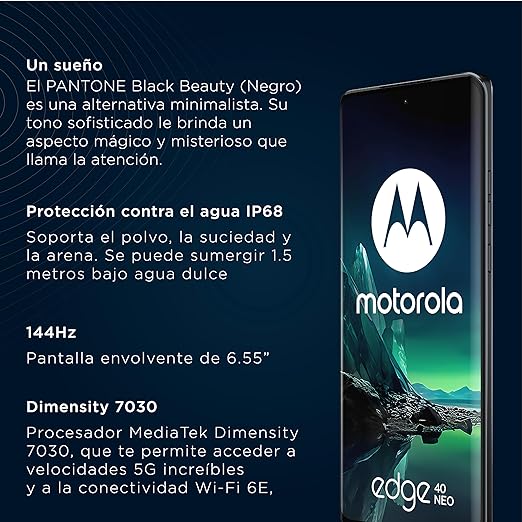 Un sueño
El PANTONE Black Beauty (Negro)
es una alternativa minimalista. Su
tono sofisticado le brinda un
aspecto mágico y misterioso que
llama la atención.
Protección contra el agua IP68
Soporta el polvo, la suciedad y
la arena. Se puede sumergir 1.5
metros bajo agua dulce
144Hz
Pantalla envolvente de 6.55”
Dimensity 7030
Procesador MediaTek Dimensity
7030, que te permite acceder a
velocidades 5G increíbles
y a la conectividad Wi-Fi 6E,
motorola
edge 40
NEO